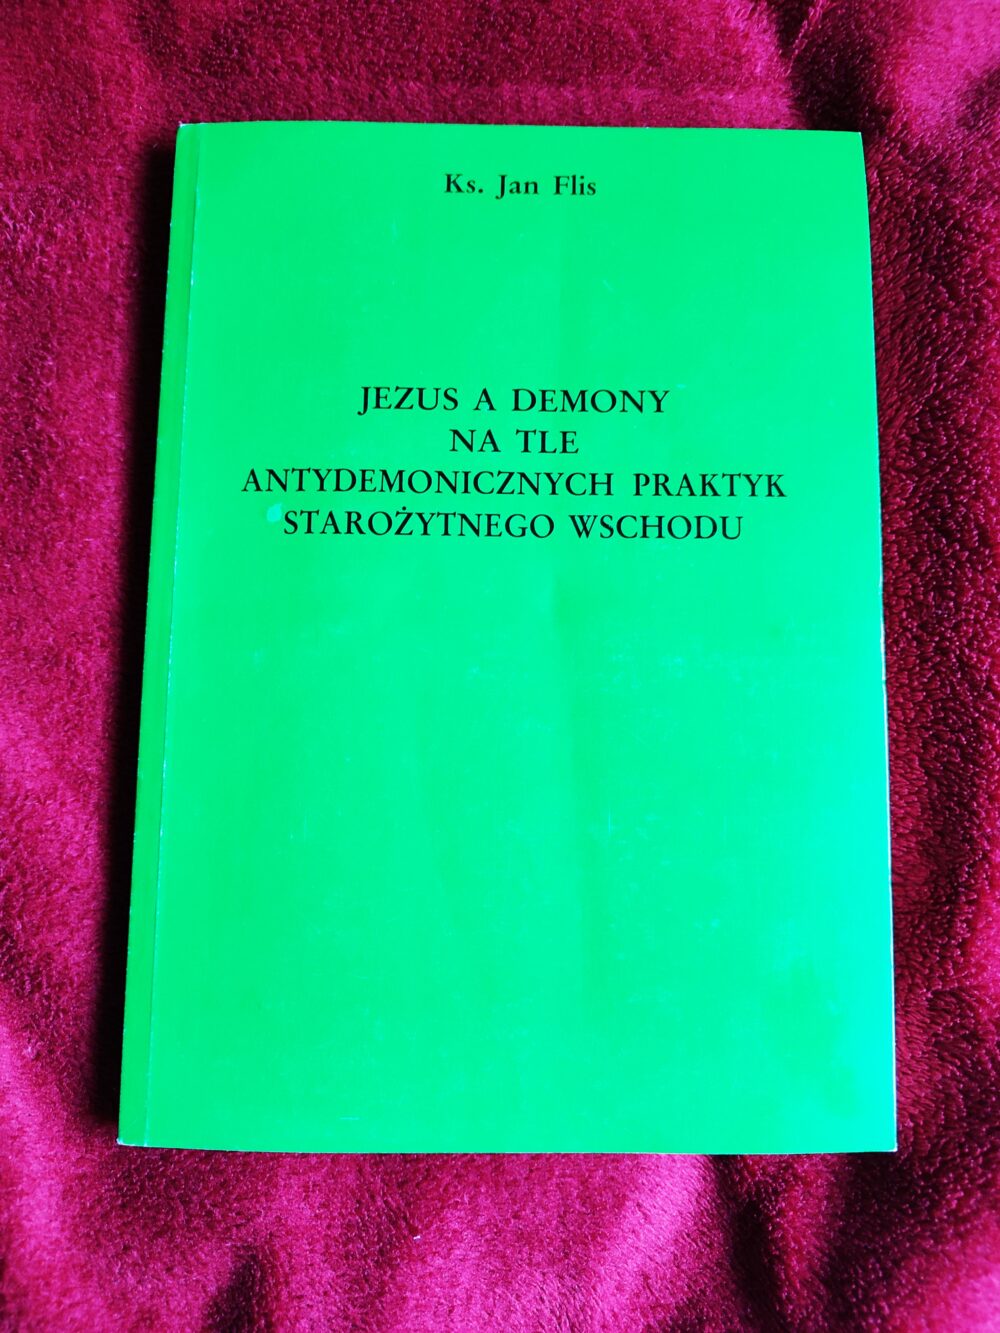 Ks. Jan Flis
JEZUS A DEMONY
NA TLE
ANTYDEMONICZNYCH PRAKTYK
STAROŻYTNEGO WSCHODU